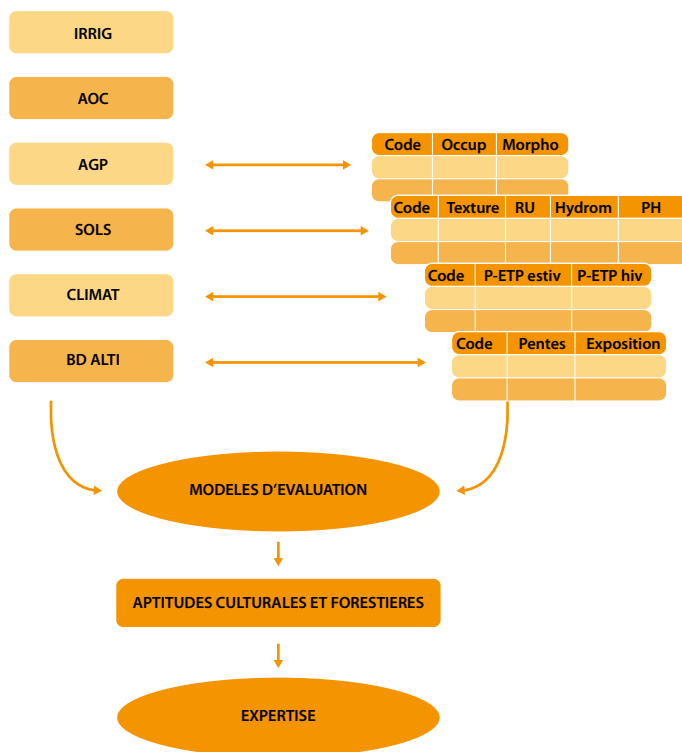 IRRIG
AOC
AGP
SOLS
CLIMAT
BD ALTI
Code Occup Morpho
Code Texture RU Hydrom PH
Code P-ETP estiv P-ETP hiv
Code Pentes Exposition
MODELES D'EVALUATION
APTITUDES CULTURALES ET FORESTIERES
EXPERTISE